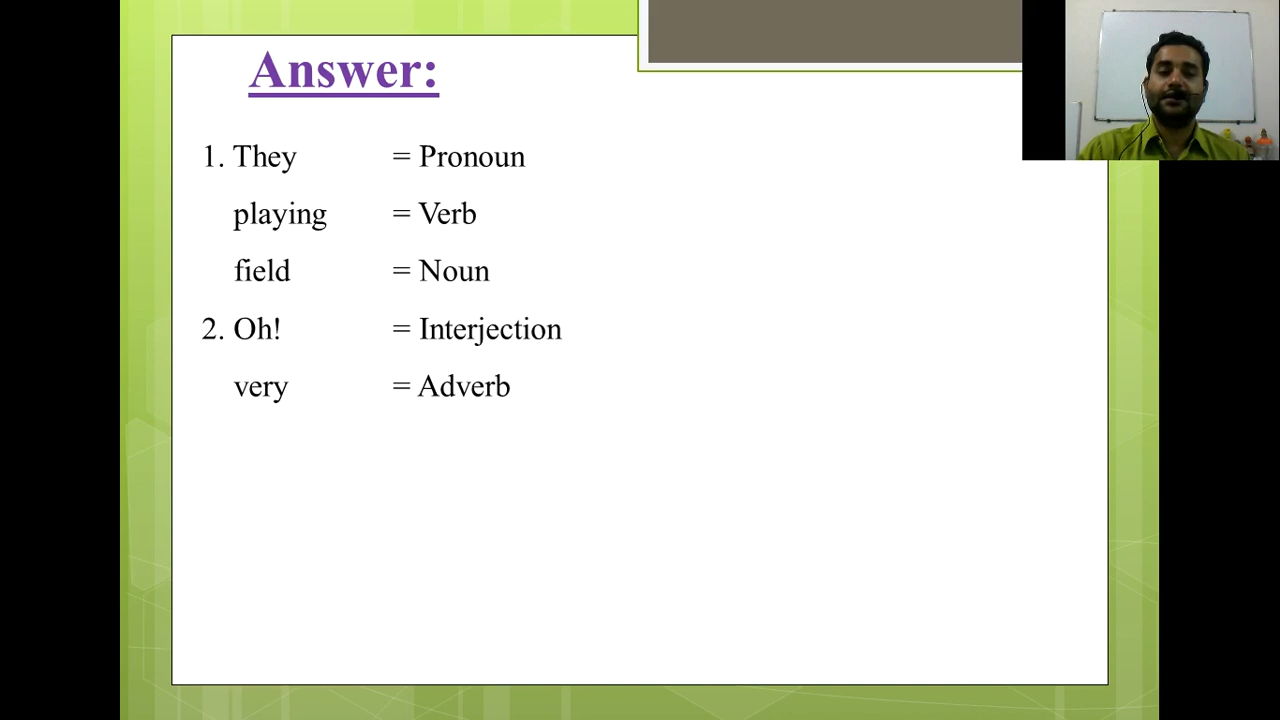 Answer:
1. They = Pronoun
playing = Verb
field = Noun
2. Oh! = Interjection
very = Adverb